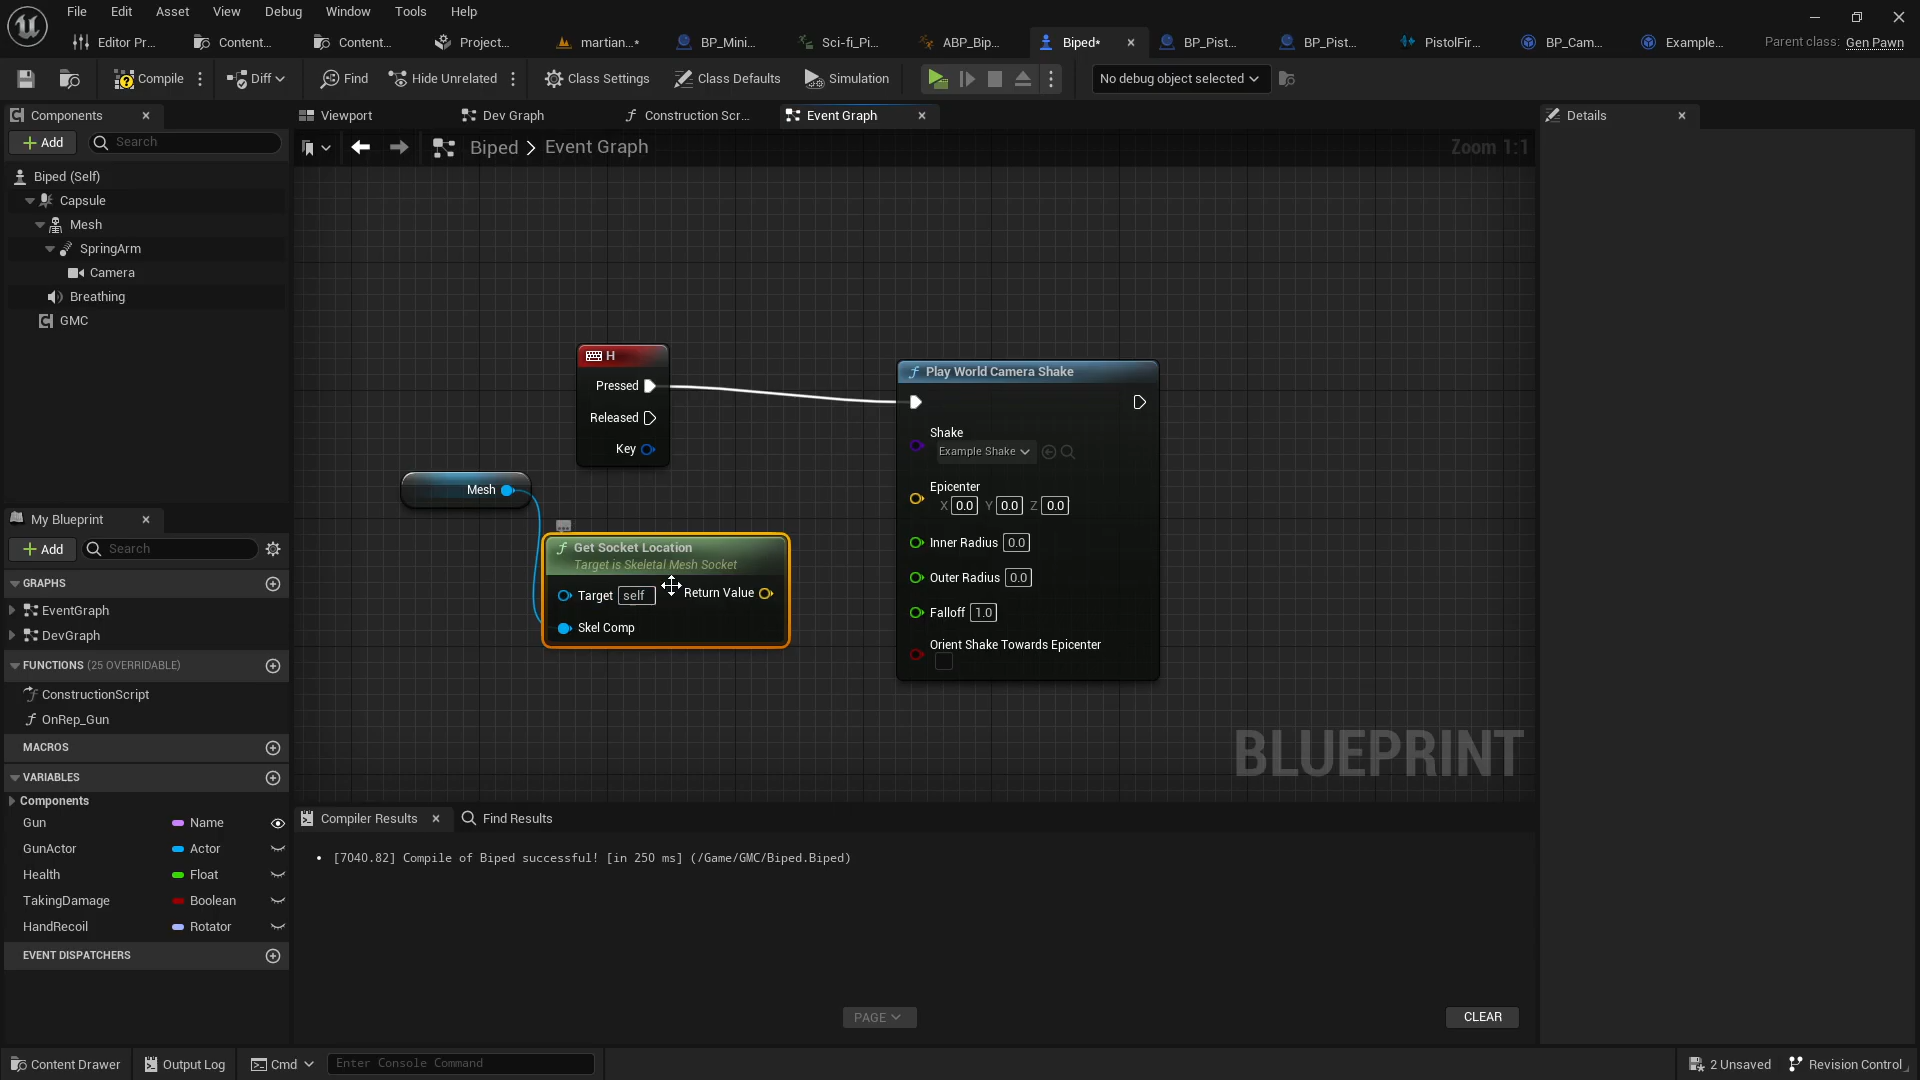 File Edit Asset View Debug Window Tools Help
Editor Pr... Content... Content... Project... martian...* BP_Mini... Sci-fi_Pi... ABP_Bip... Biped* BP_Pist... BP_Pist... PistolFir... BP_Cam... Example... Parent class: Gen Pawn
Compile Diff Find Hide Unrelated Class Settings Class Defaults Simulation No debug object selected
Components
Add Search
Biped (Self)
Capsule
Mesh
SpringArm
Camera
Breathing
GMC
My Blueprint
Add Search
GRAPHS
EventGraph
DevGraph
FUNCTIONS (25 OVERRIDABLE)
ConstructionScript
OnRep_Gun
MACROS
VARIABLES
Components
Gun Name
GunActor Actor
Health Float
TakingDamage Boolean
HandRecoil Rotator
EVENT DISPATCHERS
Viewport Dev Graph Construction Scr... Event Graph
Biped > Event Graph Zoom 1:1
H
Pressed
Released
Key
Mesh
Get Socket Location
Target is Skeletal Mesh Socket
Target self Return Value
Skel Comp
Play World Camera Shake
Shake
Example Shake
Epicenter
X 0.0 Y 0.0 Z 0.0
Inner Radius 0.0
Outer Radius 0.0
Falloff 1.0
Orient Shake Towards Epicenter
BLUEPRINT
Compiler Results Find Results
[7040.82] Compile of Biped successful! [in 250 ms] (/Game/GMC/Biped.Biped)
PAGE CLEAR
Details
Content Drawer Output Log Cmd Enter Console Command 2 Unsaved Revision Control